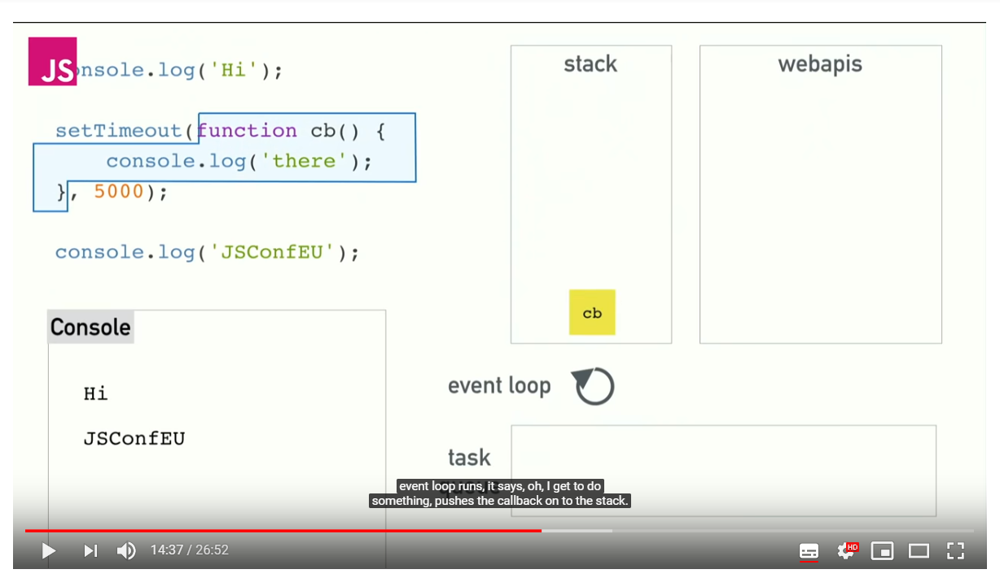 JS
onsole.log('Hi');
setTimeout(function cb() {
console.log('there');
}, 5000);
console.log('JSConfEU');
Console
Hi
JSConfEU
stack
webapis
cb
event loop
task
queue
event loop runs, it says, oh, I get to do
something, pushes the callback on to the stack.
14:37 / 26:52
HD